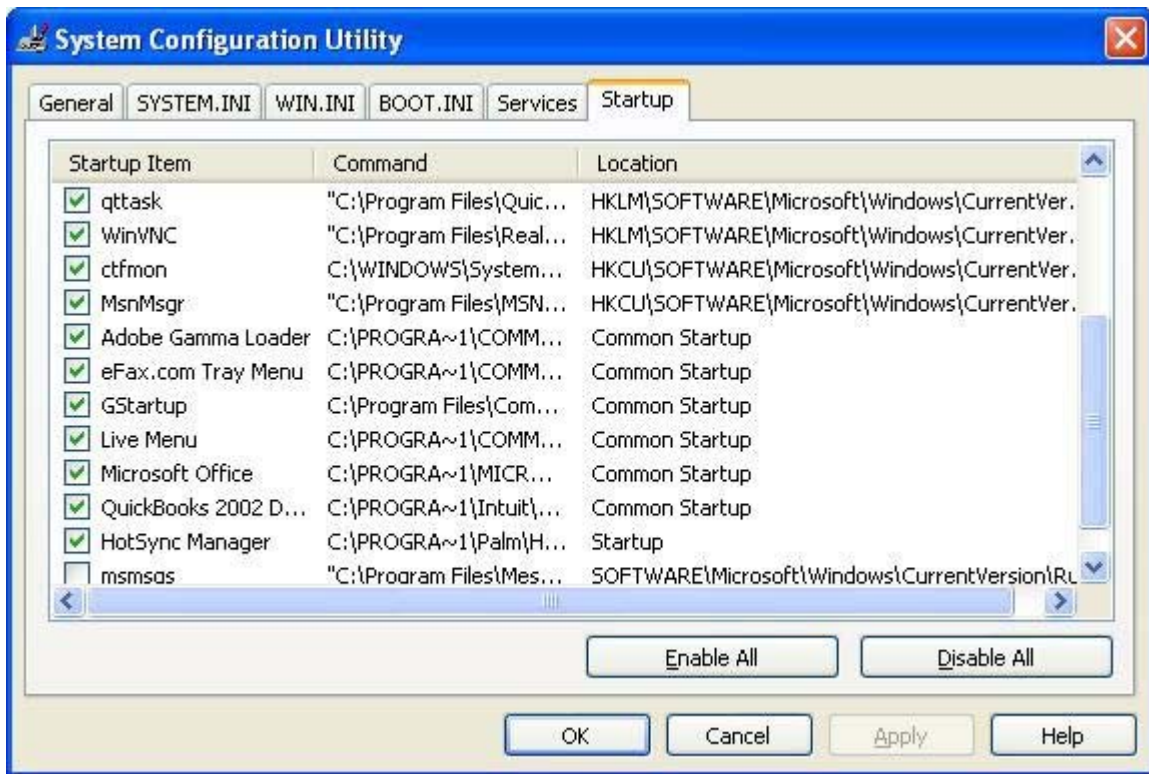 System Configuration Utility
General SYSTEM.INI WIN.INI BOOT.INI Services Startup
Startup Item Command Location
qttask "C:\Program Files\Quic... HKLM\SOFTWARE\Microsoft\Windows\CurrentVer.
WinVNC "C:\Program Files\Real... HKLM\SOFTWARE\Microsoft\Windows\CurrentVer.
ctfmon C:\WINDOWS\System... HKCU\SOFTWARE\Microsoft\Windows\CurrentVer.
MsnMsgr "C:\Program Files\MSN... HKCU\SOFTWARE\Microsoft\Windows\CurrentVer.
Adobe Gamma Loader C:\PROGRA~1\COMM... Common Startup
eFax.com Tray Menu C:\PROGRA~1\COMM... Common Startup
GStartup C:\Program Files\Com... Common Startup
Live Menu C:\PROGRA~1\COMM... Common Startup
Microsoft Office C:\PROGRA~1\MICR... Common Startup
QuickBooks 2002 D... C:\PROGRA~1\Intuit\... Common Startup
HotSync Manager C:\PROGRA~1\Palm\H... Startup
msmsgs "C:\Program Files\Mes... SOFTWARE\Microsoft\Windows\CurrentVersion\Ru
Enable All Disable All
OK Cancel Apply Help